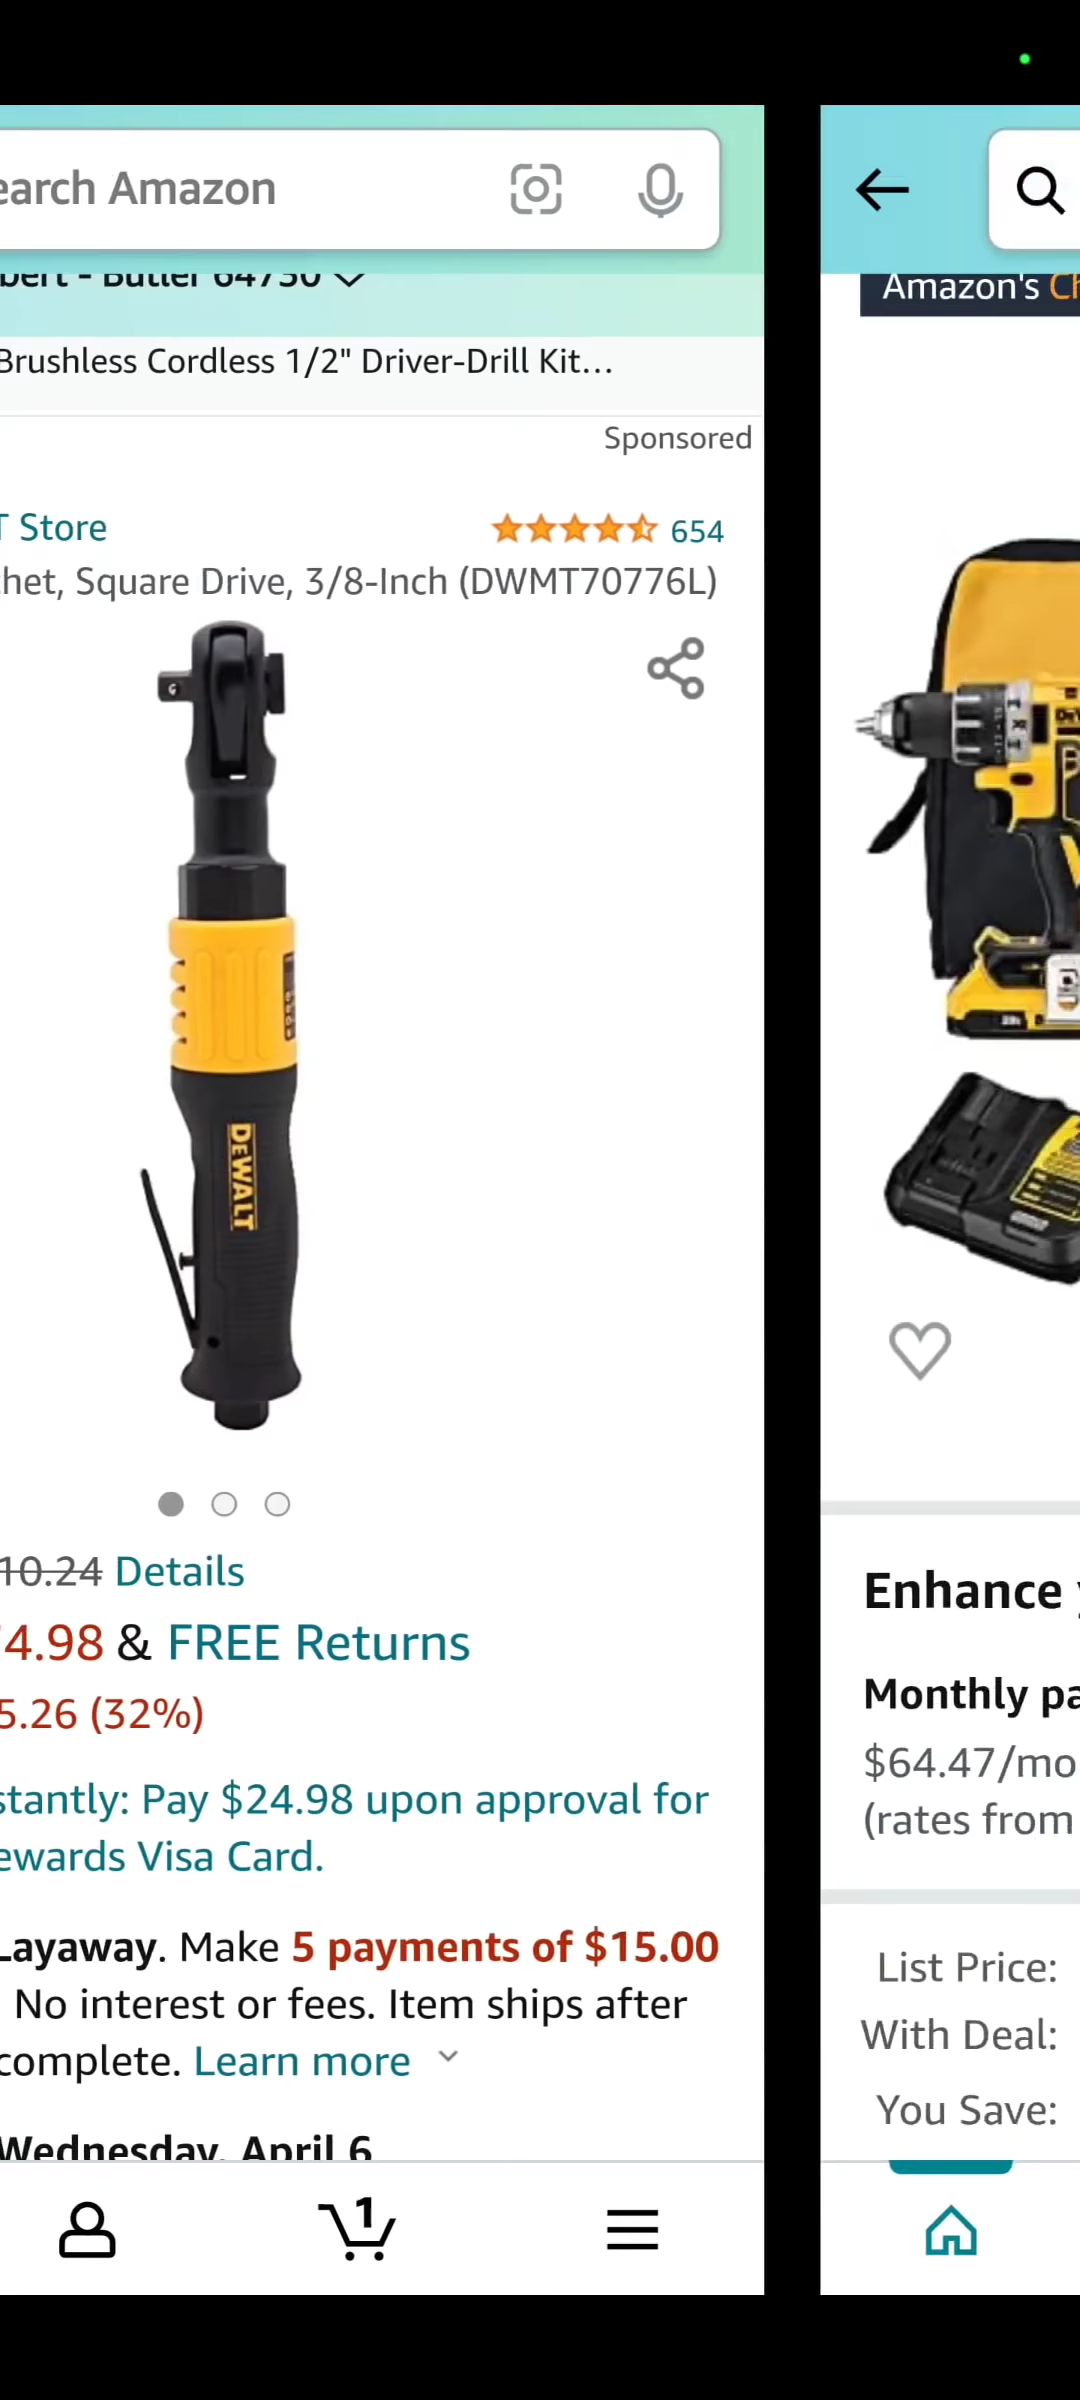 earch Amazon
bert - Butler 64730
Brushless Cordless 1/2" Driver-Drill Kit...
Sponsored
T Store
654
het, Square Drive, 3/8-Inch (DWMT70776L)
DEWALT
10.24 Details
4.98 & FREE Returns
5.26 (32%)
stantly: Pay $24.98 upon approval for
ewards Visa Card.
Layaway. Make 5 payments of $15.00
No interest or fees. Item ships after
complete. Learn more
Wednesday, April 6
1
Amazon's Ch
Enhance y
Monthly pa
$64.47/mo
(rates from
List Price:
With Deal:
You Save: